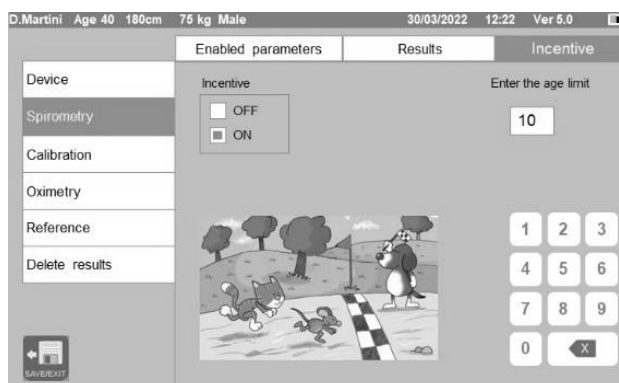 D.Martini Age 40 180cm 75 kg Male 30/03/2022 12:22 Ver 5.0
Enabled parameters Results Incentive
Device
Spirometry
Calibration
Oximetry
Reference
Delete results
SAVE/EXIT
Incentive
OFF
ON
Enter the age limit
10
1 2 3
4 5 6
7 8 9
0 X